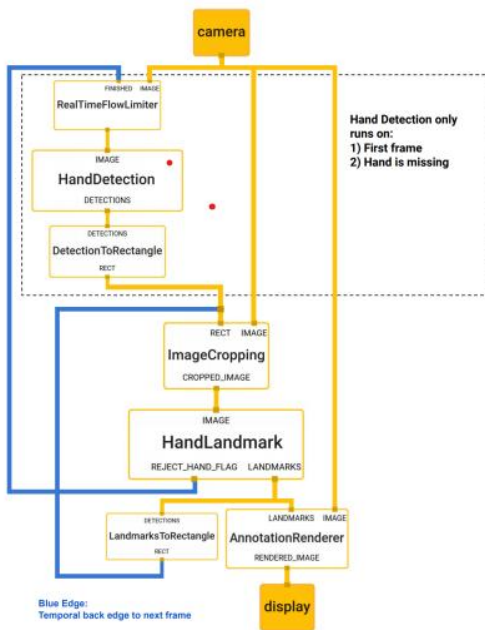 camera
FINISHED IMAGE
RealTimeFlowLimiter
Hand Detection only
runs on:
1) First frame
2) Hand is missing
IMAGE
HandDetection
DETECTIONS
DETECTIONS
DetectionToRectangle
RECT
RECT IMAGE
ImageCropping
CROPPED_IMAGE
IMAGE
HandLandmark
REJECT_HAND_FLAG LANDMARKS
DETECTIONS
LandmarksToRectangle
RECT
LANDMARKS IMAGE
AnnotationRenderer
RENDERED_IMAGE
display
Blue Edge:
Temporal back edge to next frame